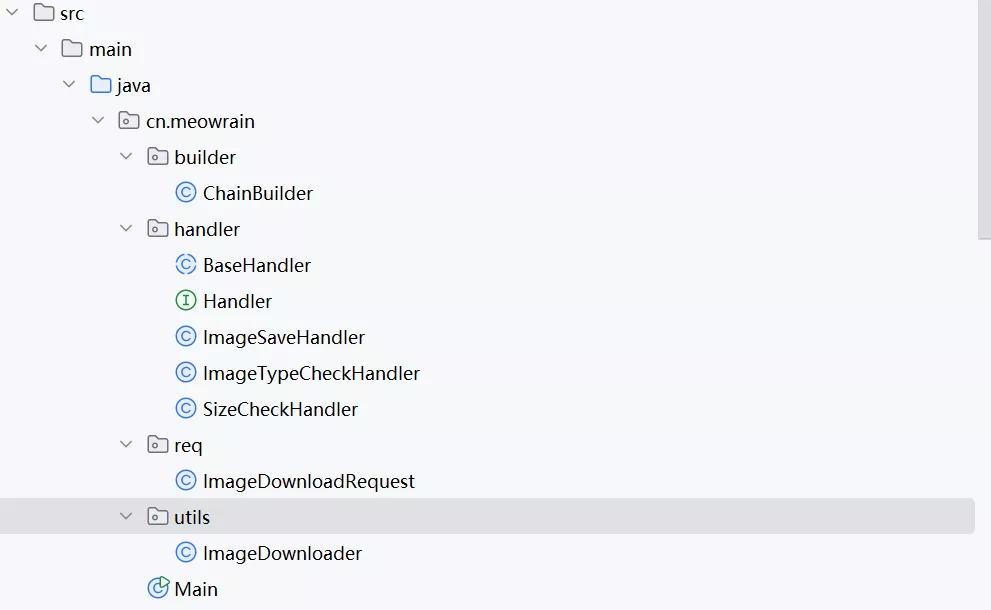 src
main
java
cn.meowrain
builder
ChainBuilder
handler
BaseHandler
Handler
ImageSaveHandler
ImageTypeCheckHandler
SizeCheckHandler
req
ImageDownloadRequest
utils
ImageDownloader
Main